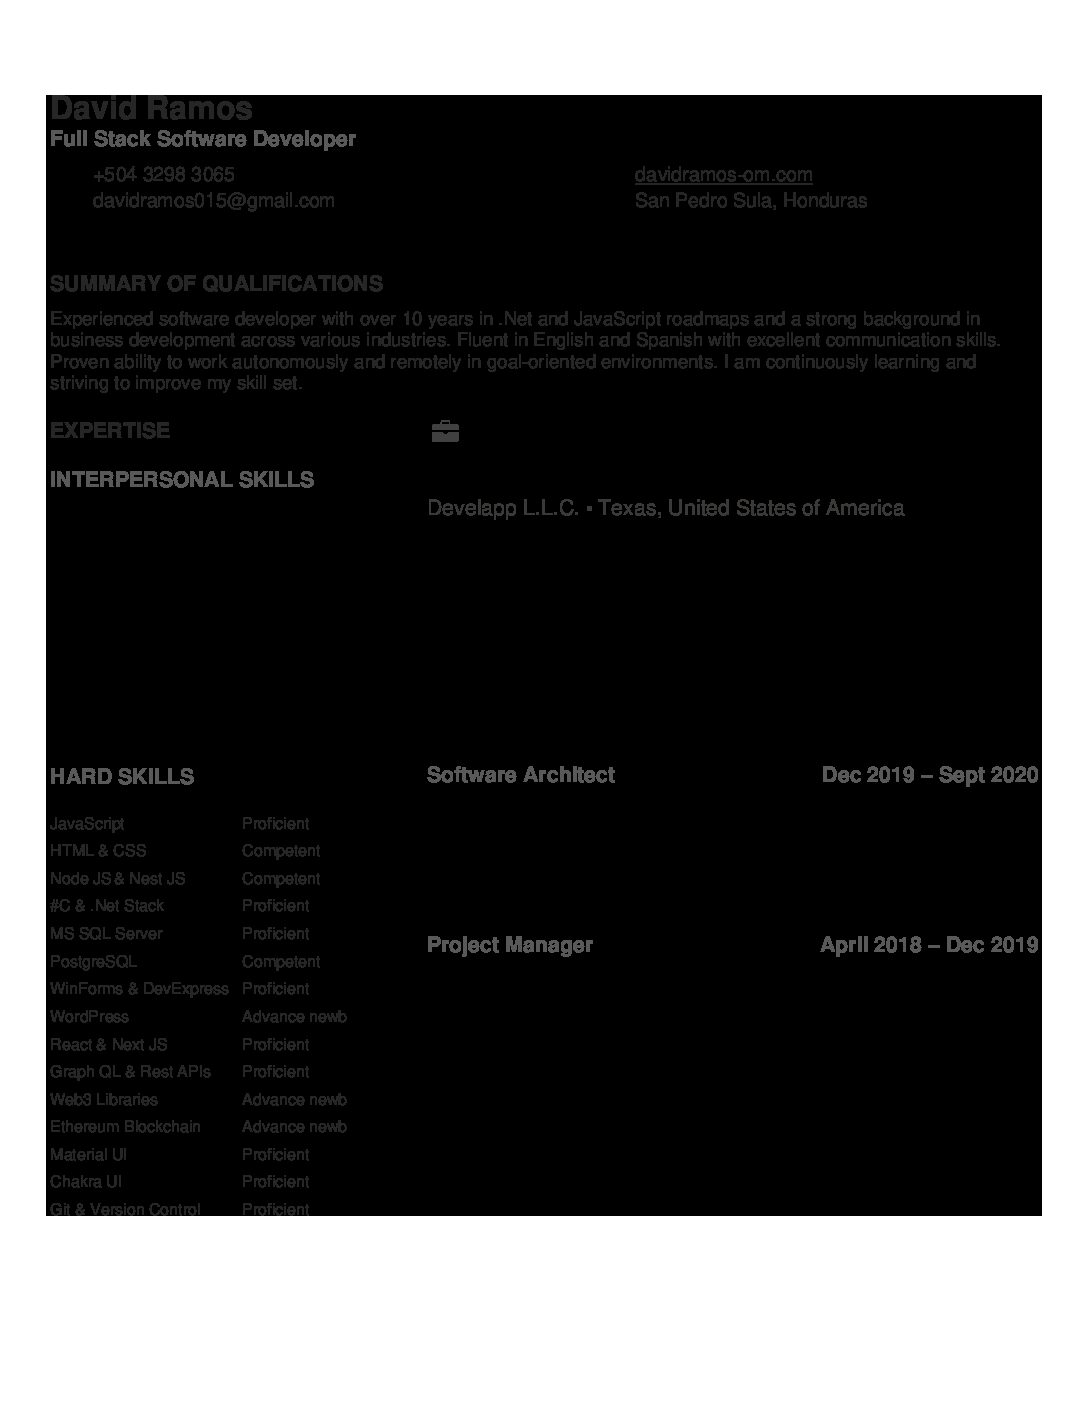 David Ramos
Full Stack Software Developer
+504 3298 3065
davidramos-om.com
davidramos015@gmail.com
San Pedro Sula, Honduras
SUMMARY OF QUALIFICATIONS
Experienced software developer with over 10 years in .Net and JavaScript roadmaps and a strong background in
business development across various industries. Fluent in English and Spanish with excellent communication skills.
Proven ability to work autonomously and remotely in goal-oriented environments. I am continuously learning and
striving to improve my skill set.
EXPERTISE
INTERPERSONAL SKILLS
Develapp L.L.C. ▪ Texas, United States of America
HARD SKILLS
JavaScript Proficient
HTML & CSS Competent
Node JS & Nest JS Competent
#C & .Net Stack Proficient
MS SQL Server Proficient
PostgreSQL Competent
WinForms & DevExpress Proficient
WordPress Advance newb
React & Next JS Proficient
Graph QL & Rest APIs Proficient
Web3 Libraries Advance newb
Ethereum Blockchain Advance newb
Material UI Proficient
Chakra UI Proficient
Git & Version Control Proficient
Software Architect Dec 2019 – Sept 2020
Project Manager April 2018 – Dec 2019